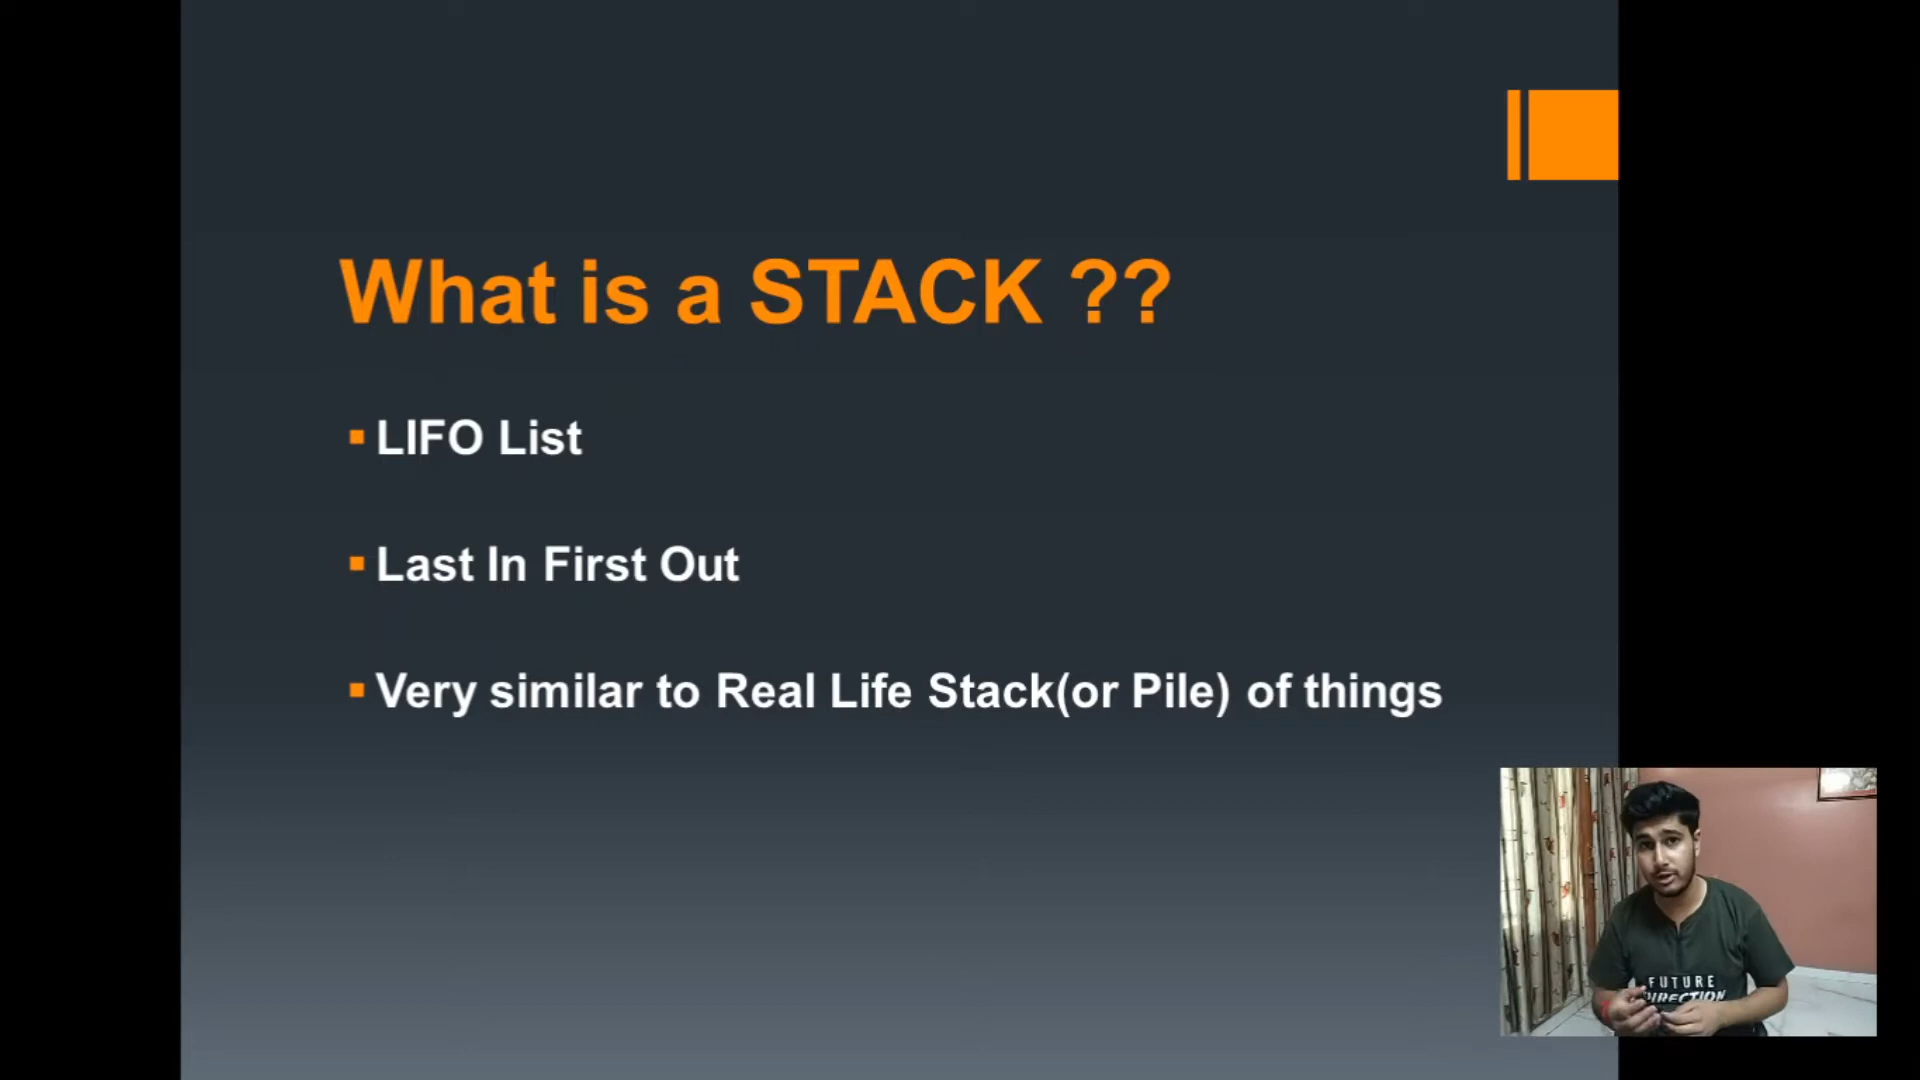 What is a STACK ??
LIFO List
Last In First Out
Very similar to Real Life Stack(or Pile) of things
FUTURE
DIRECTION